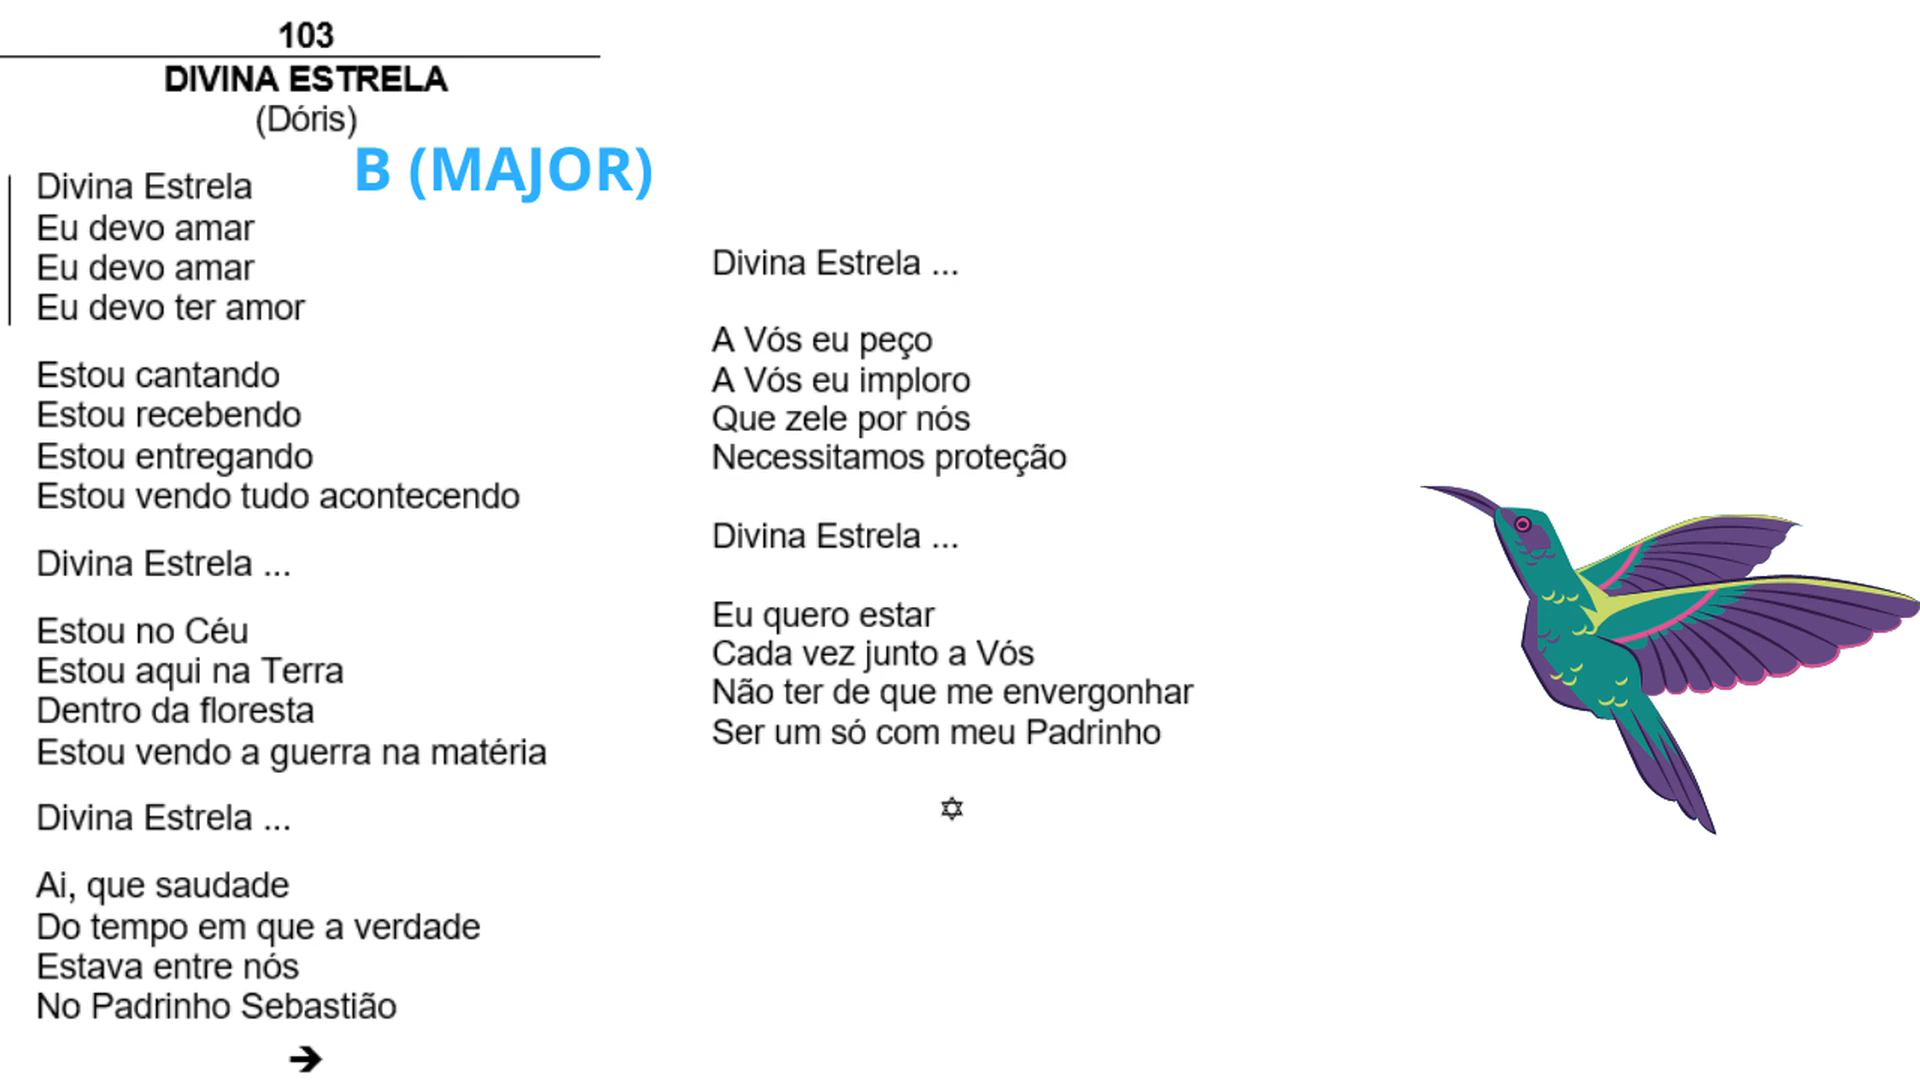 103
DIVINA ESTRELA
(Dóris)
B (MAJOR)
Divina Estrela
Eu devo amar
Eu devo amar
Eu devo ter amor
Estou cantando
Estou recebendo
Estou entregando
Estou vendo tudo acontecendo
Divina Estrela ...
Estou no Céu
Estou aqui na Terra
Dentro da floresta
Estou vendo a guerra na matéria
Divina Estrela ...
Ai, que saudade
Do tempo em que a verdade
Estava entre nós
No Padrinho Sebastião
Divina Estrela ...
A Vós eu peço
A Vós eu imploro
Que zele por nós
Necessitamos proteção
Divina Estrela ...
Eu quero estar
Cada vez junto a Vós
Não ter de que me envergonhar
Ser um só com meu Padrinho